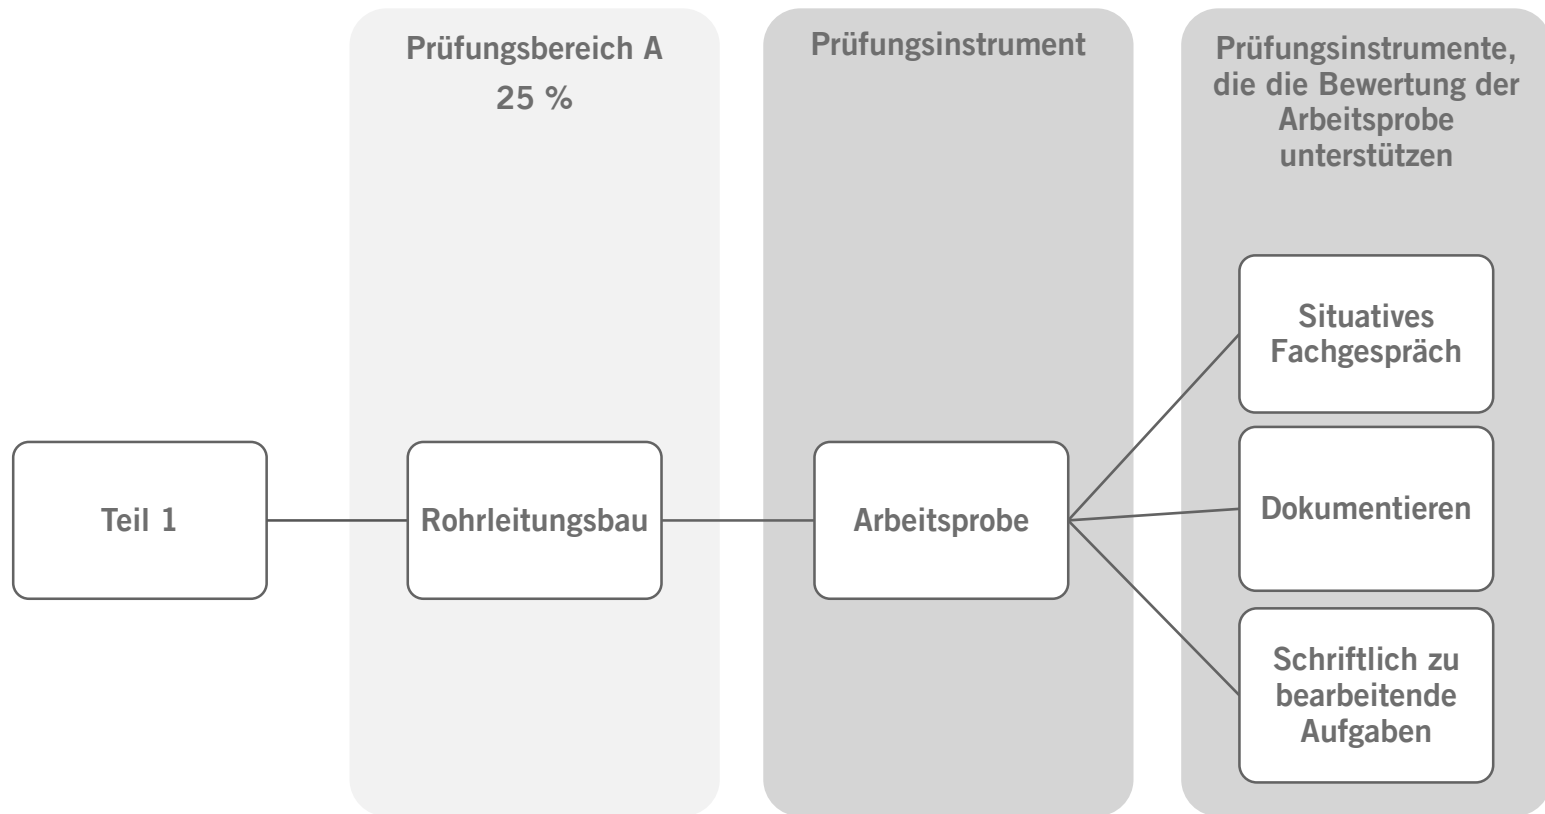 Prüfungsbereich A
25 %
Prüfungsinstrument
Prüfungsinstrumente,
die die Bewertung der
Arbeitsprobe
unterstützen
Teil 1
Rohrleitungsbau
Arbeitsprobe
Situatives
Fachgespräch
Dokumentieren
Schriftlich zu
bearbeitende
Aufgaben